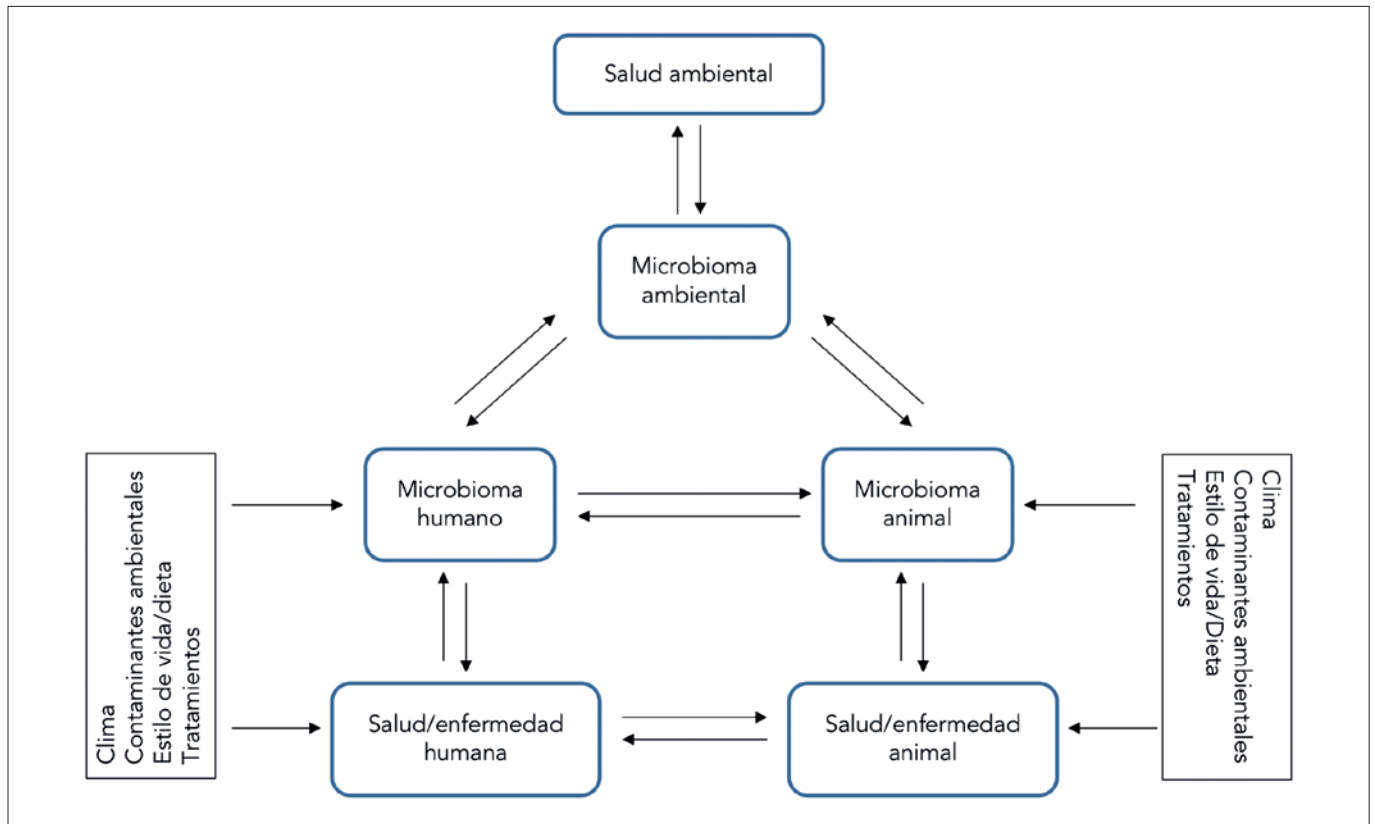 Salud ambiental
Microbioma
ambiental
Microbioma
humano
Microbioma
animal
Clima
Contaminantes ambientales
Estilo de vida/dieta
Tratamientos
Clima
Contaminantes ambientales
Estilo de vida/Dieta
Tratamientos
Salud/enfermedad
humana
Salud/enfermedad
animal